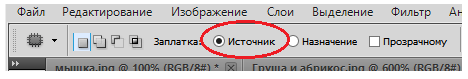 Файл Редактирование Изображение Слои Выделение Фильтр
Заплатка: Источник Назначение Прозрачному
мышка.jpg @ 100% (RGB/8#) * Груша и абрикос.jpg @ 600% (RGB/8#)